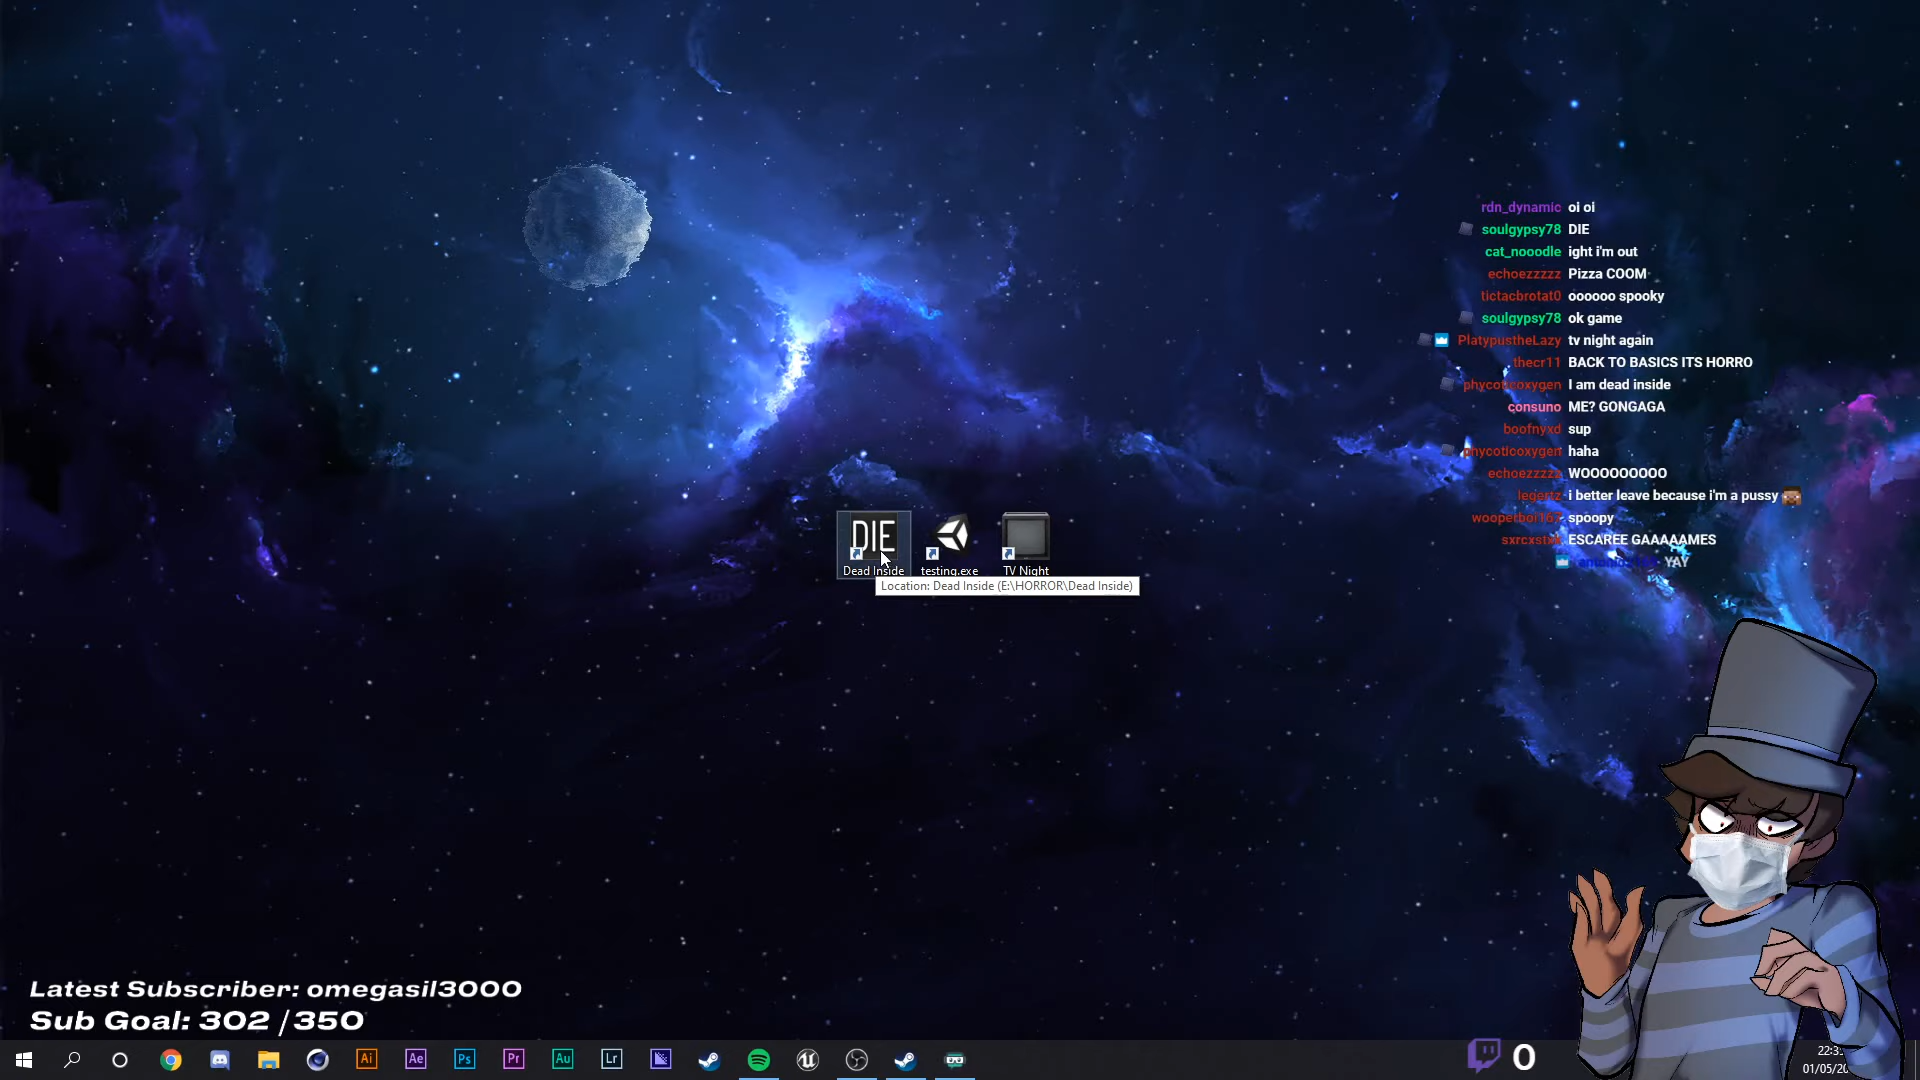 rdn_dynamic oi oi
soulgypsy78 DIE
cat_nooodle ight i'm out
echoezzzzz Pizza COOM
tictacbrotat0 oooooo spooky
soulgypsy78 ok game
PlatypustheLazy tv night again
thecr11 BACK TO BASICS ITS HORRO
phycoticoxygen I am dead inside
consuno ME? GONGAGA
boofnyxd sup
phycoticoxygen haha
echoezzzzz WOOOOOOOOO
legertz i better leave because i'm a pussy
wooperboi167 spoopy
ESCAREE GAAAAAMES
YAY
DIE
Dead Inside
testing.exe
TV Night
Location: Dead Inside (E:\HORROR\Dead Inside)
Latest Subscriber: omegasil3000
Sub Goal: 302 /350
Ai
Ae
Ps
Pr
Au
Lr
0